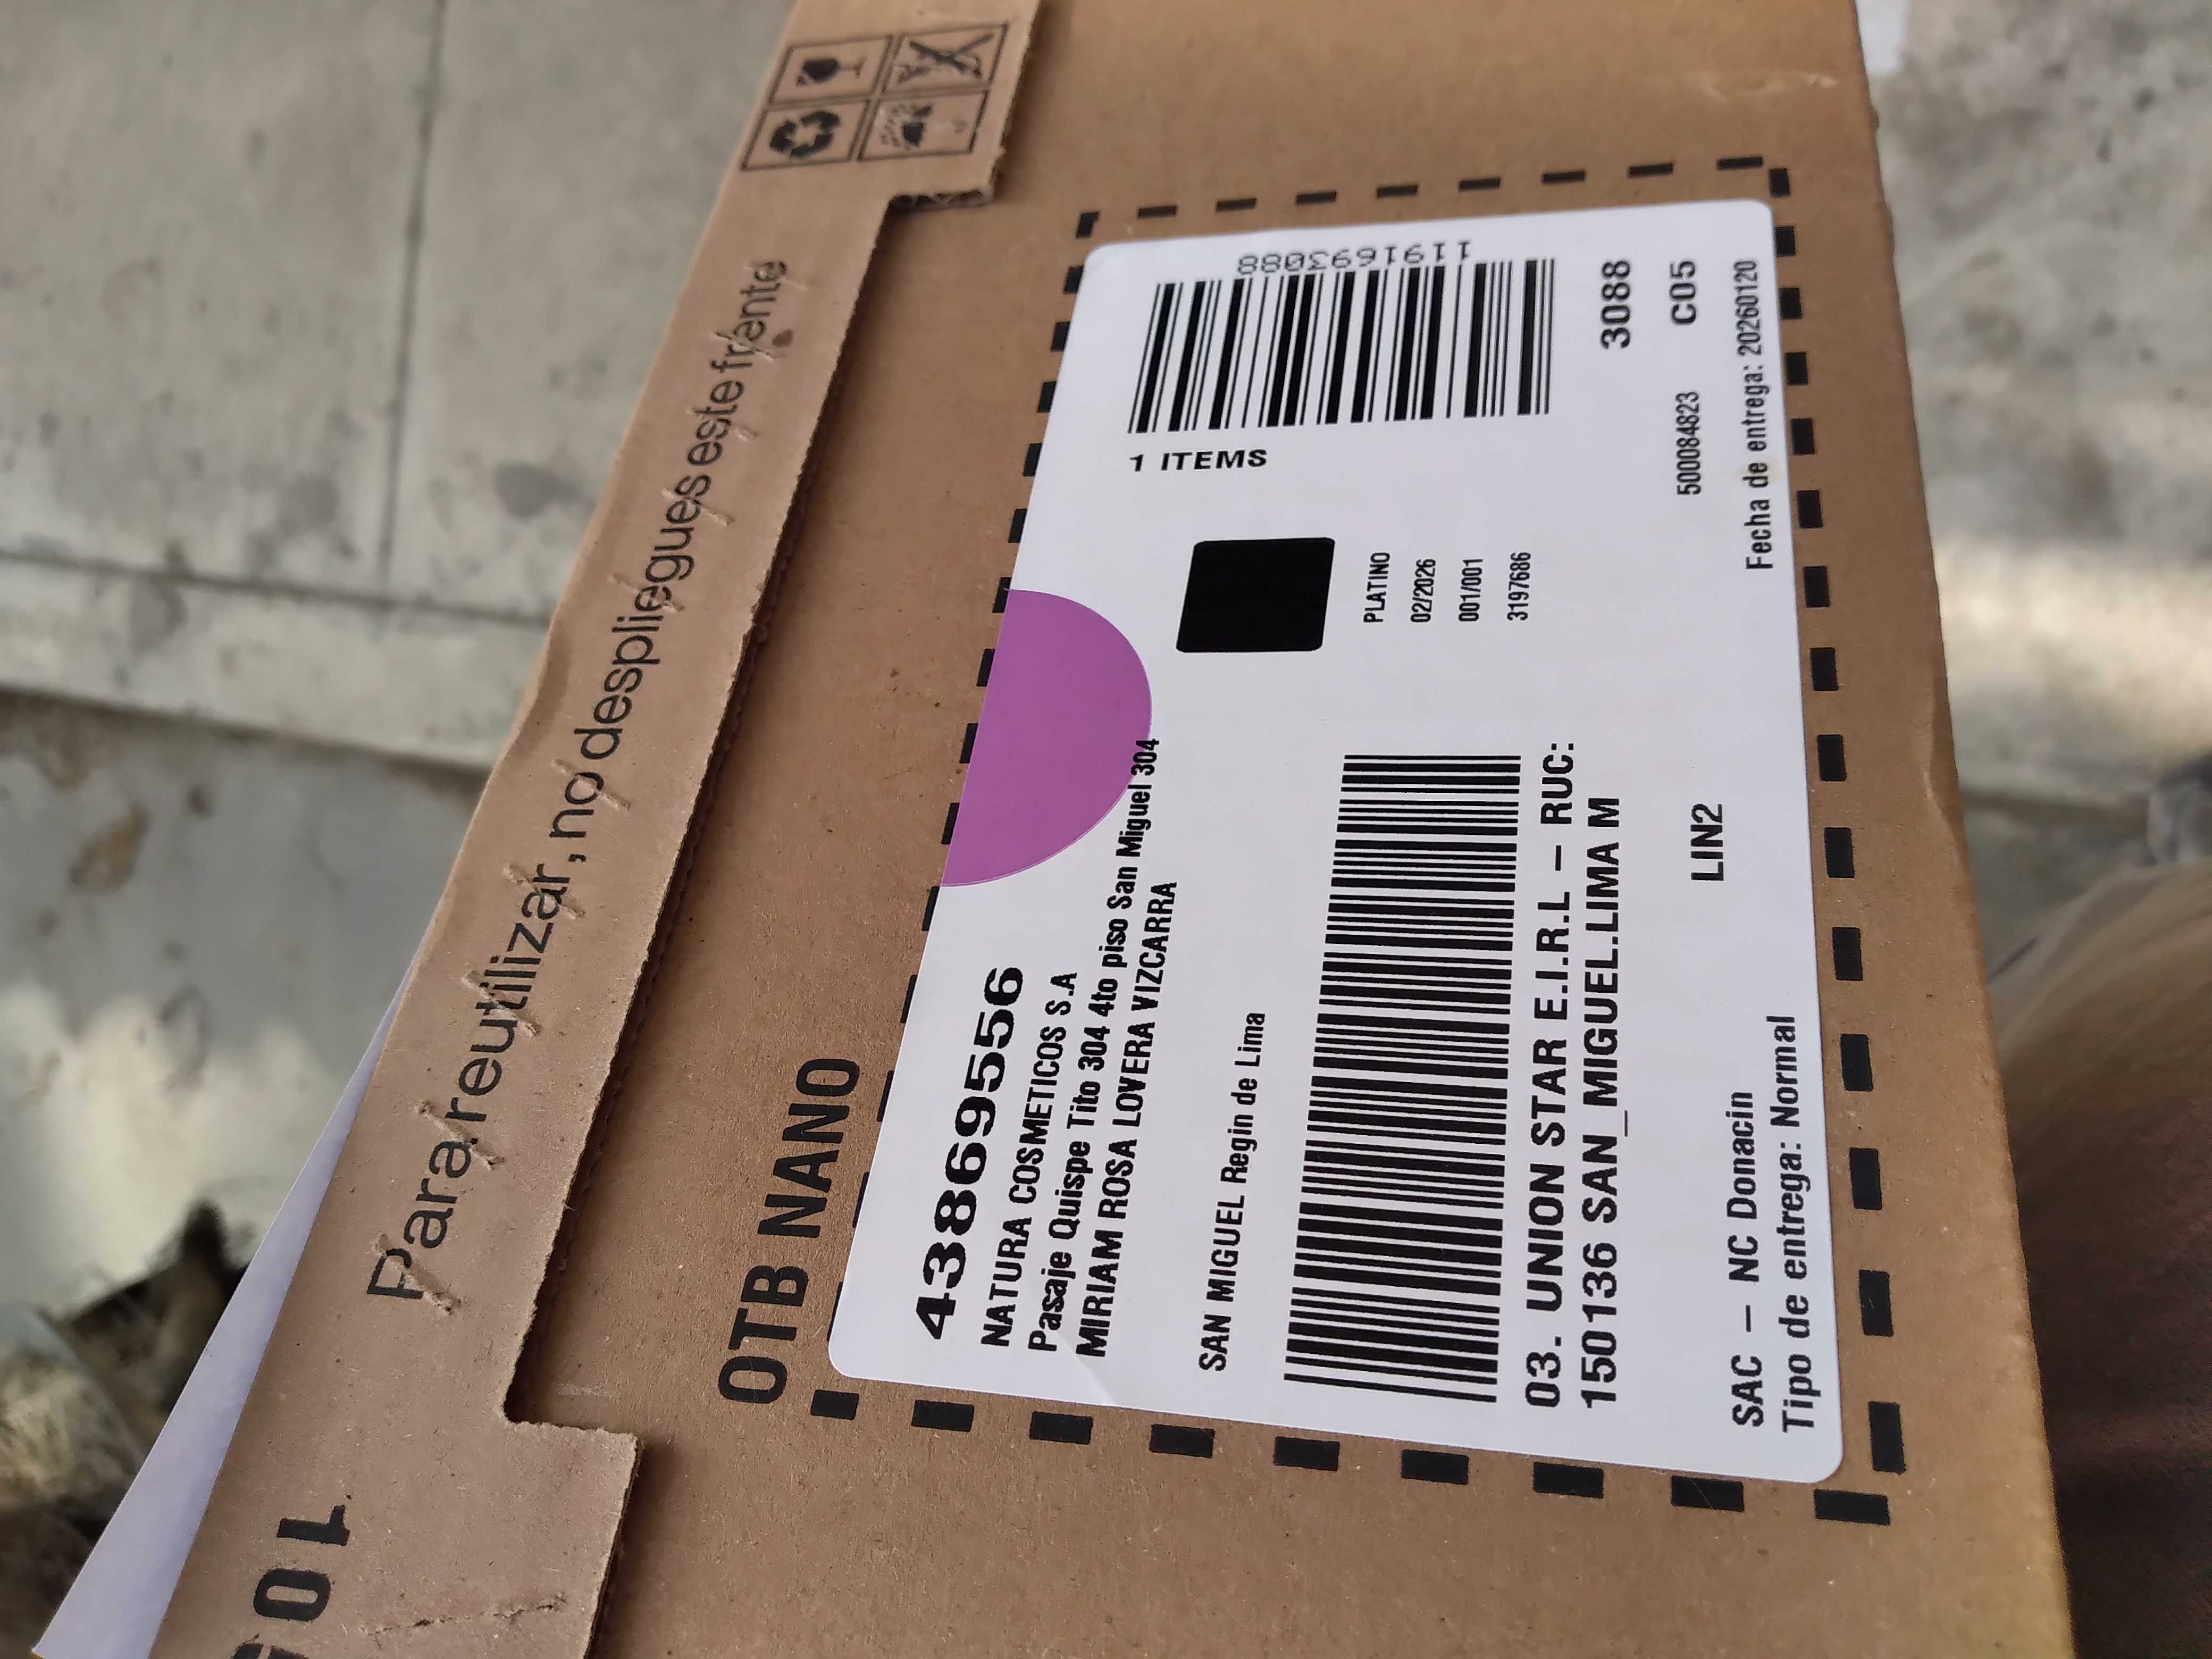 Para reutilizar, no despliegues este frente
OTB NANO
43869556
NATURA COSMETICOS S.A
Pasaje Quispe Tito 304 4to piso San Miguel 304
MIRIAM ROSA LOVERA VIZCARRA
SAN MIGUEL Regin de Lima
03. UNION STAR E.I.R.L – RUC:
150136 SAN_MIGUEL.LIMA M
LIN2
SAC – NC Donacin
Tipo de entrega: Normal
1 ITEMS
1191693088
PLATINO
02/2026
001/001
3197686
3088
500084823 C05
Fecha de entrega: 20260120